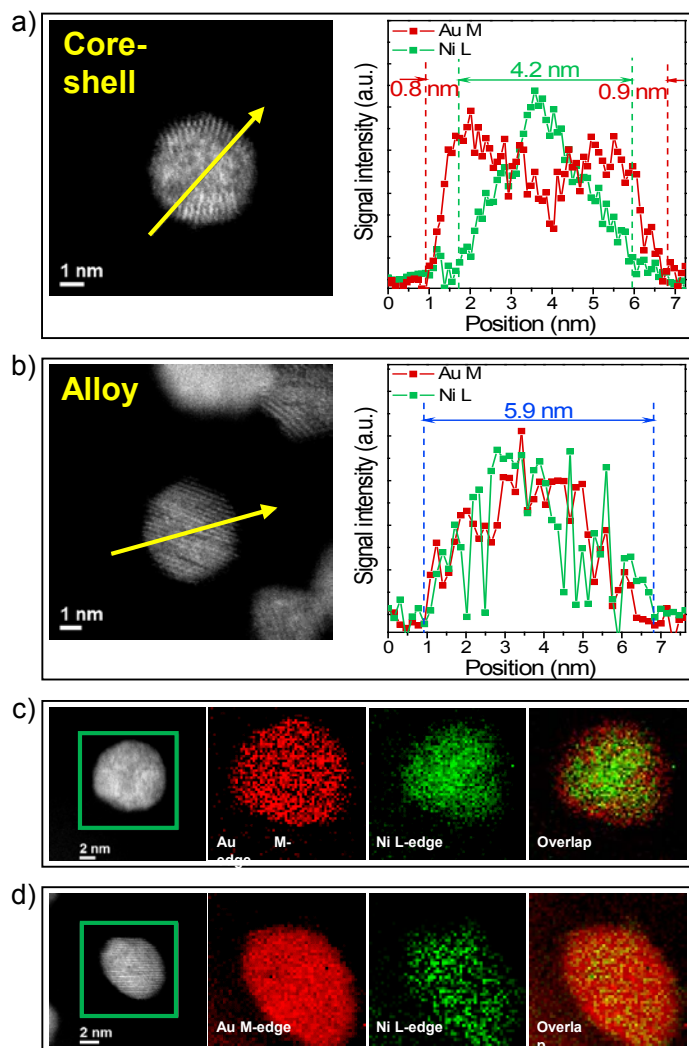 a)
Core-
shell
1 nm
Au M
Ni L
4.2 nm
0.8 nm
0.9 nm
Signal intensity (a.u.)
0 1 2 3 4 5 6 7
Position (nm)
b)
Alloy
1 nm
Au M
Ni L
5.9 nm
Signal intensity (a.u.)
0 1 2 3 4 5 6 7
Position (nm)
c)
2 nm
Au M-
edge
Ni L-edge
Overlap
d)
2 nm
Au M-edge
Ni L-edge
Overla
p